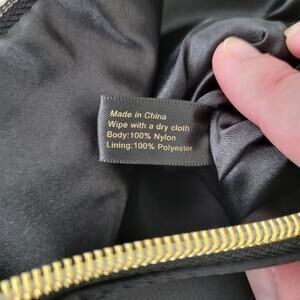 Made in China
Wipe with a dry cloth
Body:100% Nylon
Lining:100% Polyester